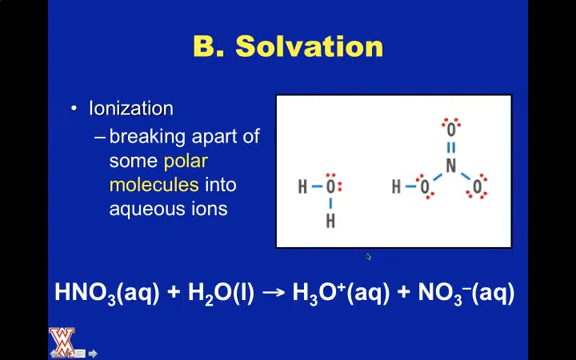 B. Solvation
• Ionization
– breaking apart of
some polar
molecules into
aqueous ions
O
N
H – O O
H – O
H
HNO₃(aq) + H₂O(l) → H₃O⁺(aq) + NO₃⁻(aq)
W